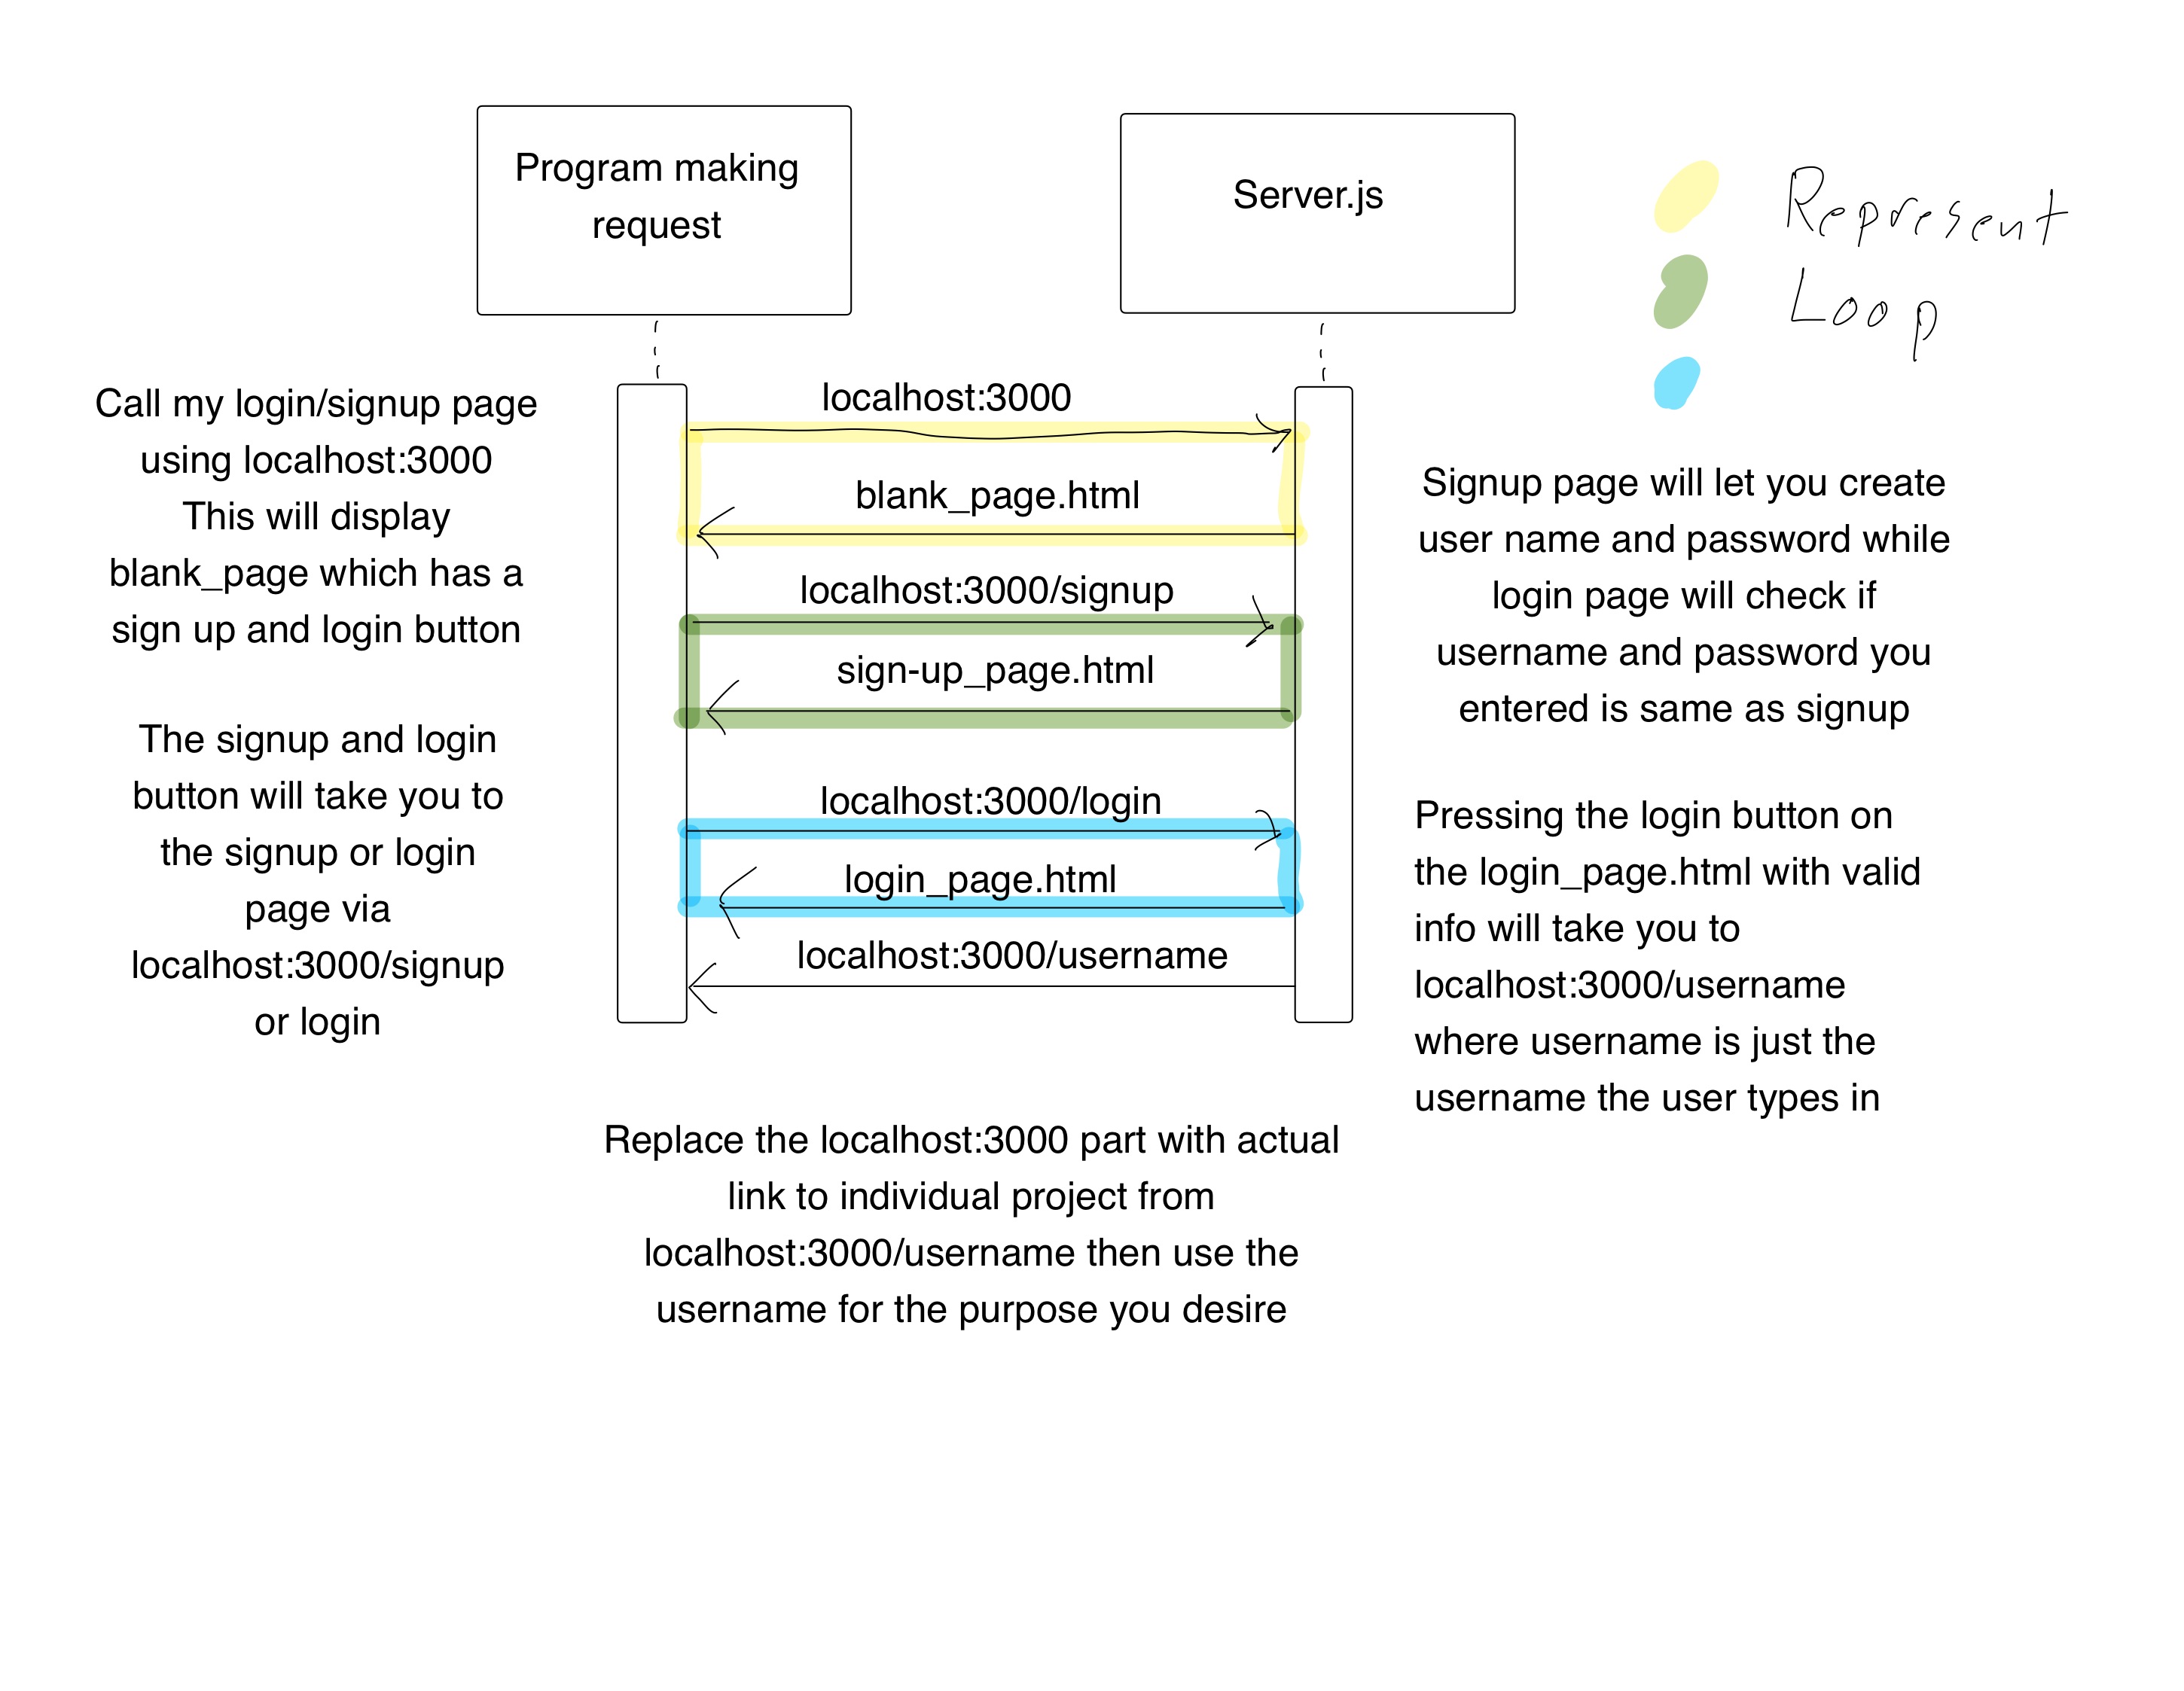 Program making
request
Server.js
Represent
Loop
Call my login/signup page
using localhost:3000
This will display
blank_page which has a
sign up and login button
The signup and login
button will take you to
the signup or login
page via
localhost:3000/signup
or login
localhost:3000
blank_page.html
localhost:3000/signup
sign-up_page.html
localhost:3000/login
login_page.html
localhost:3000/username
Signup page will let you create
user name and password while
login page will check if
username and password you
entered is same as signup
Pressing the login button on
the login_page.html with valid
info will take you to
localhost:3000/username
where username is just the
username the user types in
Replace the localhost:3000 part with actual
link to individual project from
localhost:3000/username then use the
username for the purpose you desire